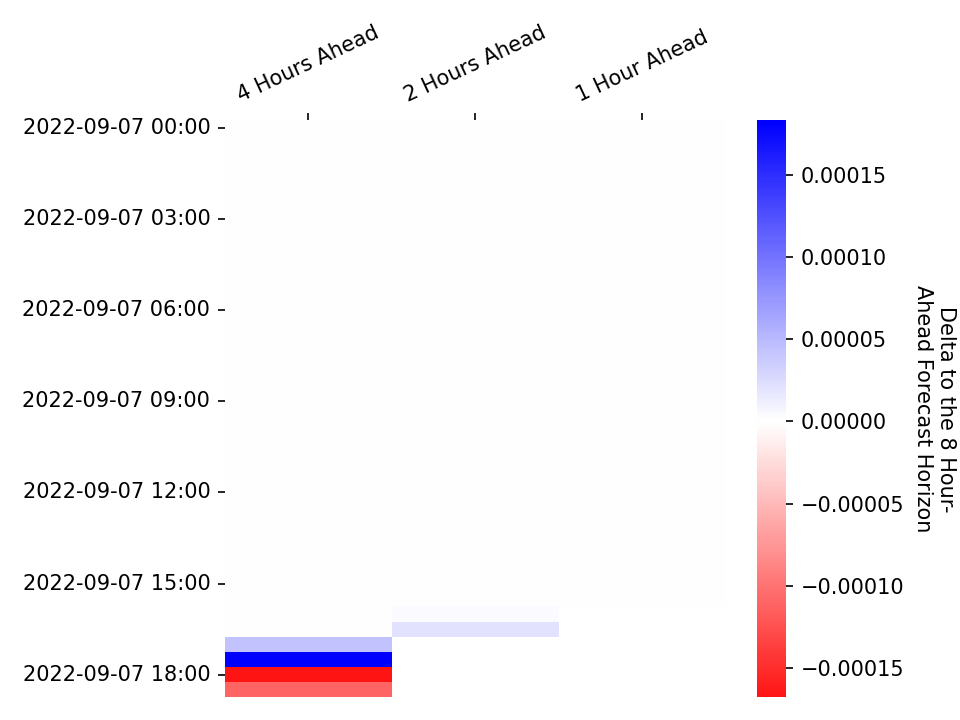 4 Hours Ahead
2 Hours Ahead
1 Hour Ahead
2022-09-07 00:00
2022-09-07 03:00
2022-09-07 06:00
2022-09-07 09:00
2022-09-07 12:00
2022-09-07 15:00
2022-09-07 18:00
0.00015
0.00010
0.00005
0.00000
−0.00005
−0.00010
−0.00015
Delta to the 8 Hour-
Ahead Forecast Horizon